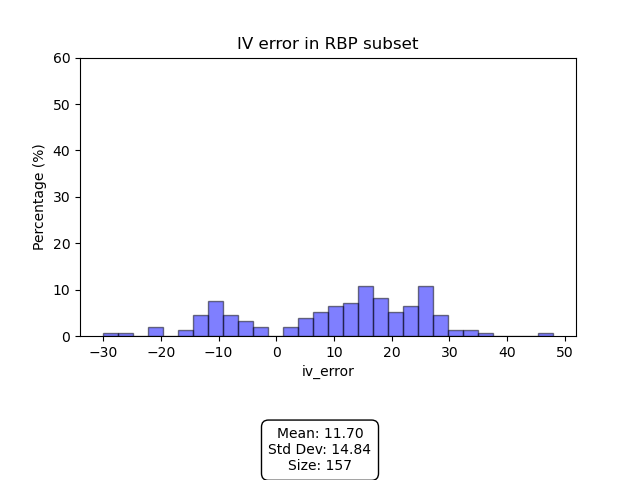 IV error in RBP subset
60
50
40
30
20
10
0
Percentage (%)
−30 −20 −10 0 10 20 30 40 50
iv_error
Mean: 11.70
Std Dev: 14.84
Size: 157